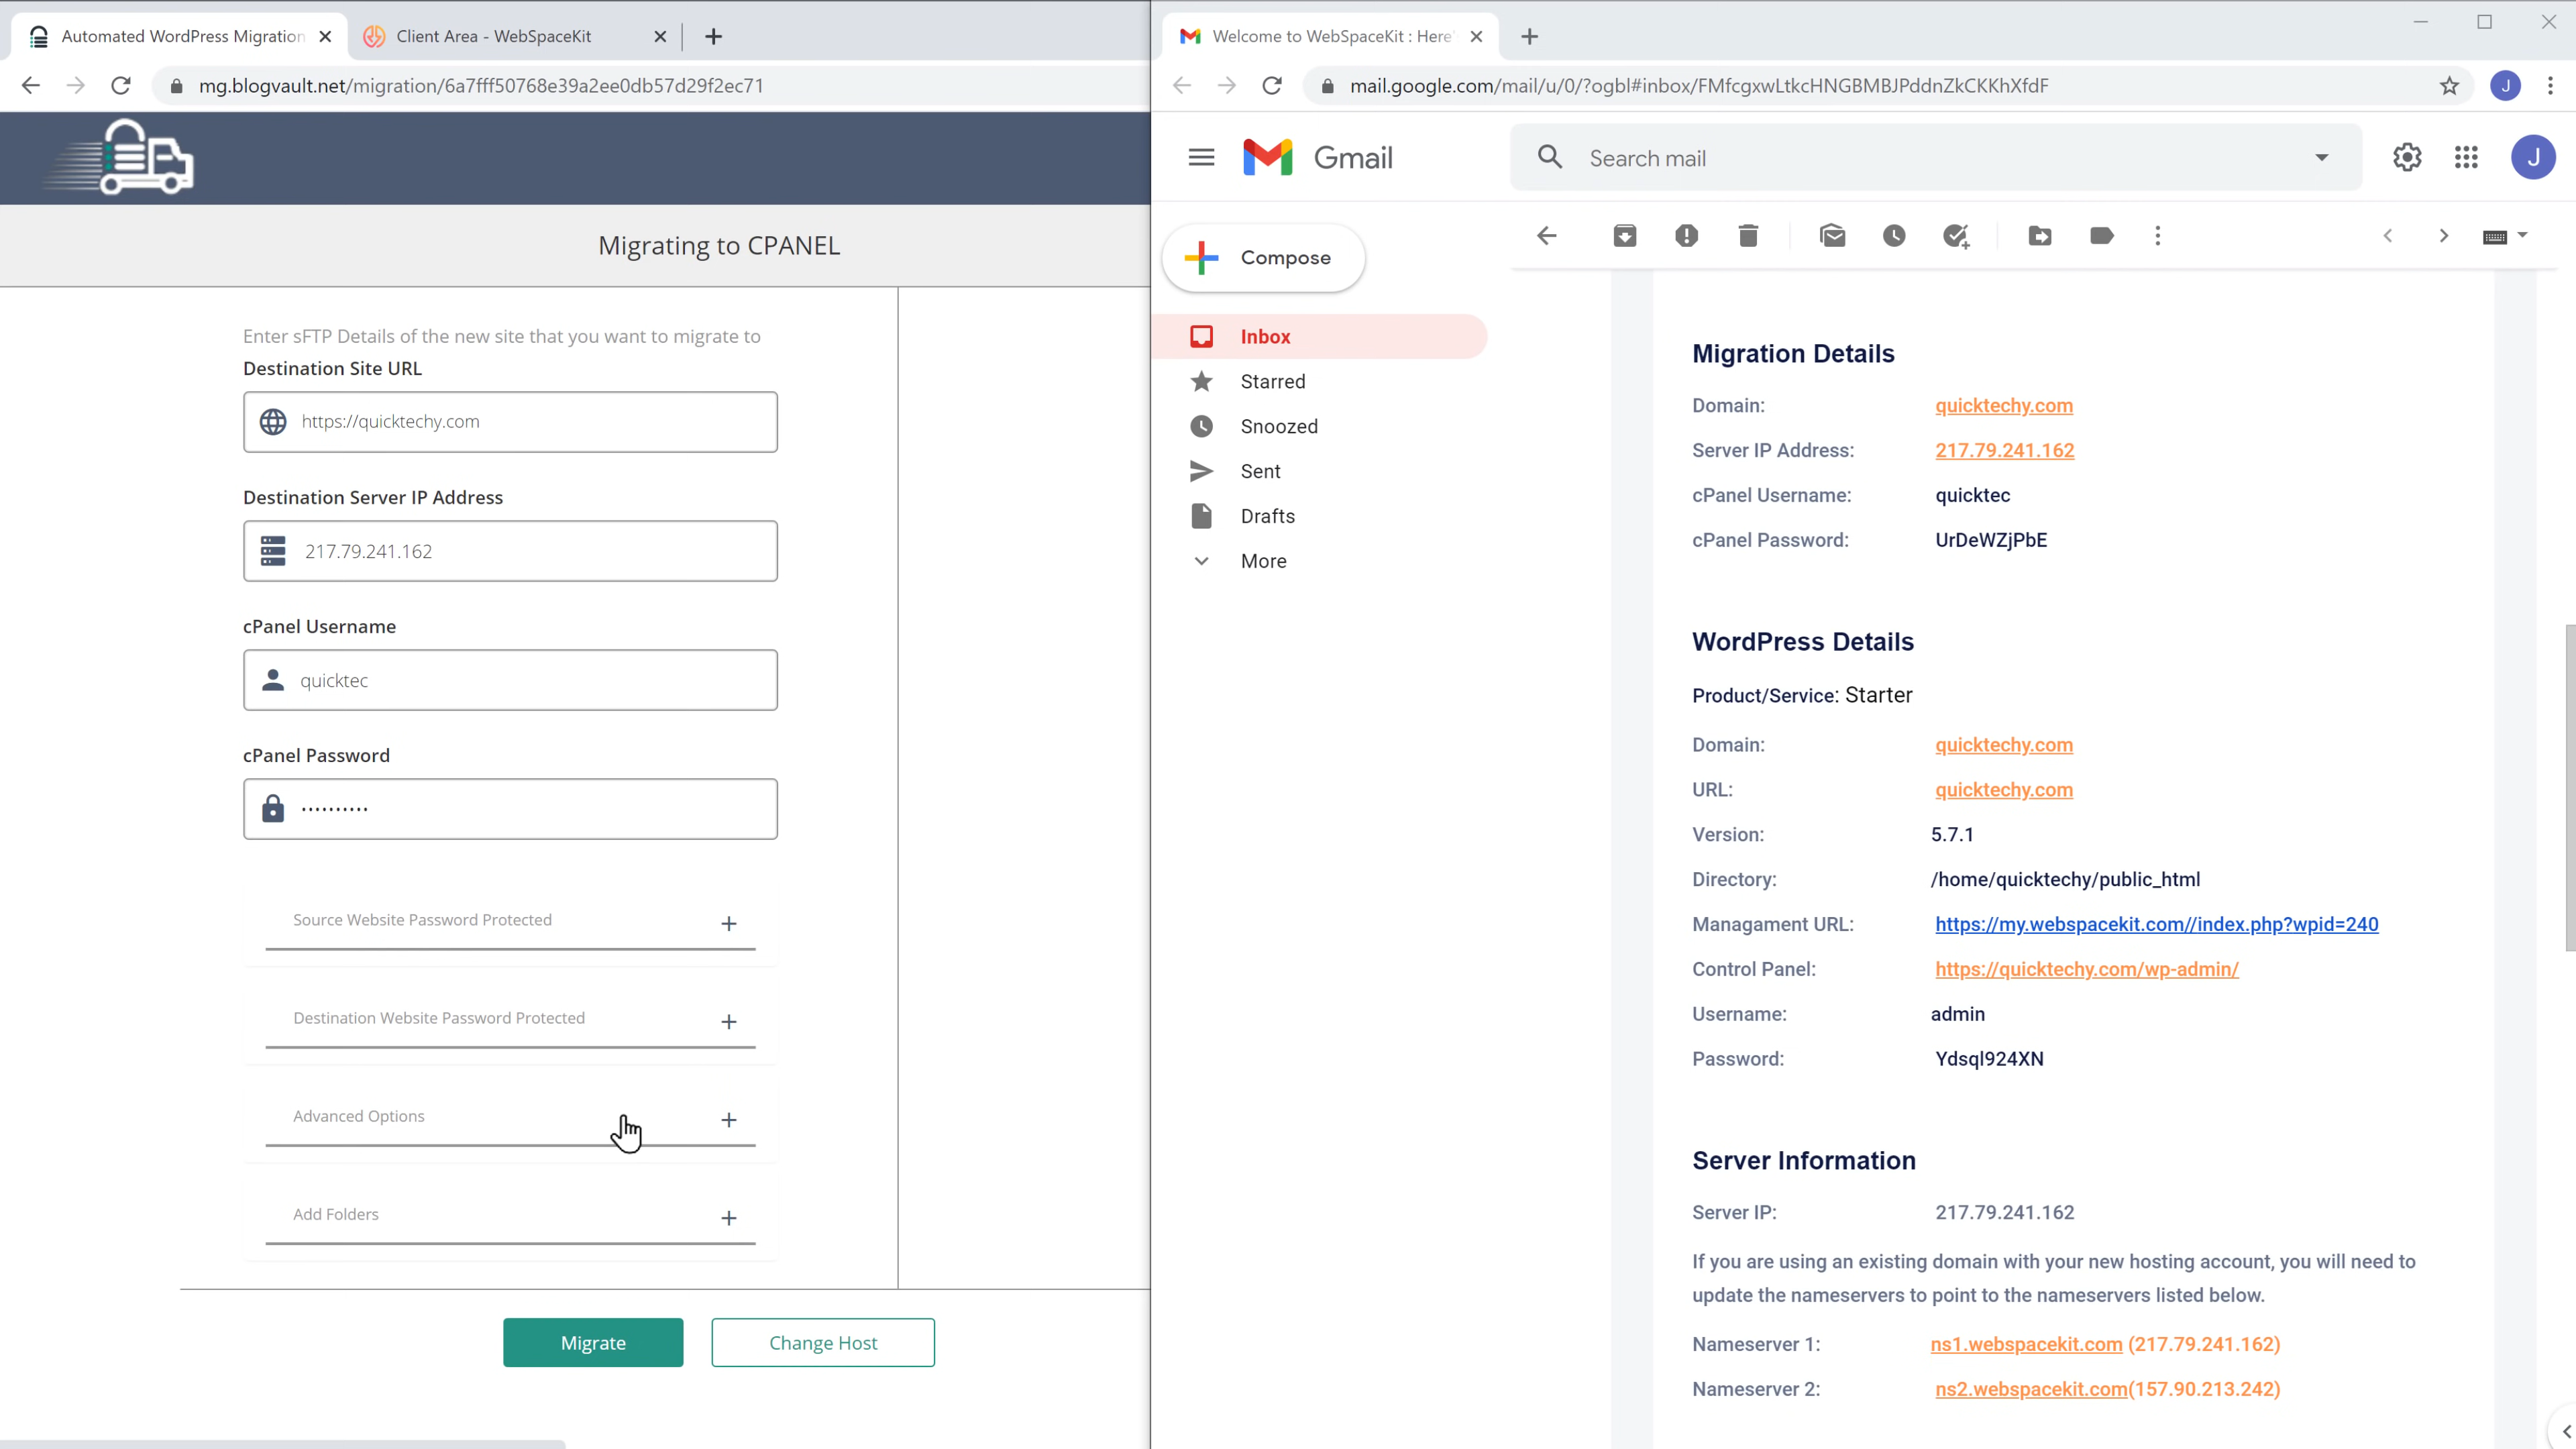 Automated WordPress Migration
Client Area - WebSpaceKit
mg.blogvault.net/migration/6a7fff50768e39a2ee0db57d29f2ec71
Migrating to CPANEL
Enter sFTP Details of the new site that you want to migrate to
Destination Site URL
https://quicktechy.com
Destination Server IP Address
217.79.241.162
cPanel Username
quicktec
cPanel Password
··········
Source Website Password Protected +
Destination Website Password Protected +
Advanced Options +
Add Folders +
Migrate
Change Host
Welcome to WebSpaceKit : Here'
mail.google.com/mail/u/0/?ogbl#inbox/FMfcgxwLtkcHNGBMBJPddnZkCKKhXfdF
J
Gmail
Search mail
J
Compose
Inbox
Starred
Snoozed
Sent
Drafts
More
Migration Details
Domain: quicktechy.com
Server IP Address: 217.79.241.162
cPanel Username: quicktec
cPanel Password: UrDeWZjPbE
WordPress Details
Product/Service: Starter
Domain: quicktechy.com
URL: quicktechy.com
Version: 5.7.1
Directory: /home/quicktechy/public_html
Managament URL: https://my.webspacekit.com//index.php?wpid=240
Control Panel: https://quicktechy.com/wp-admin/
Username: admin
Password: Ydsql924XN
Server Information
Server IP: 217.79.241.162
If you are using an existing domain with your new hosting account, you will need to
update the nameservers to point to the nameservers listed below.
Nameserver 1: ns1.webspacekit.com (217.79.241.162)
Nameserver 2: ns2.webspacekit.com(157.90.213.242)